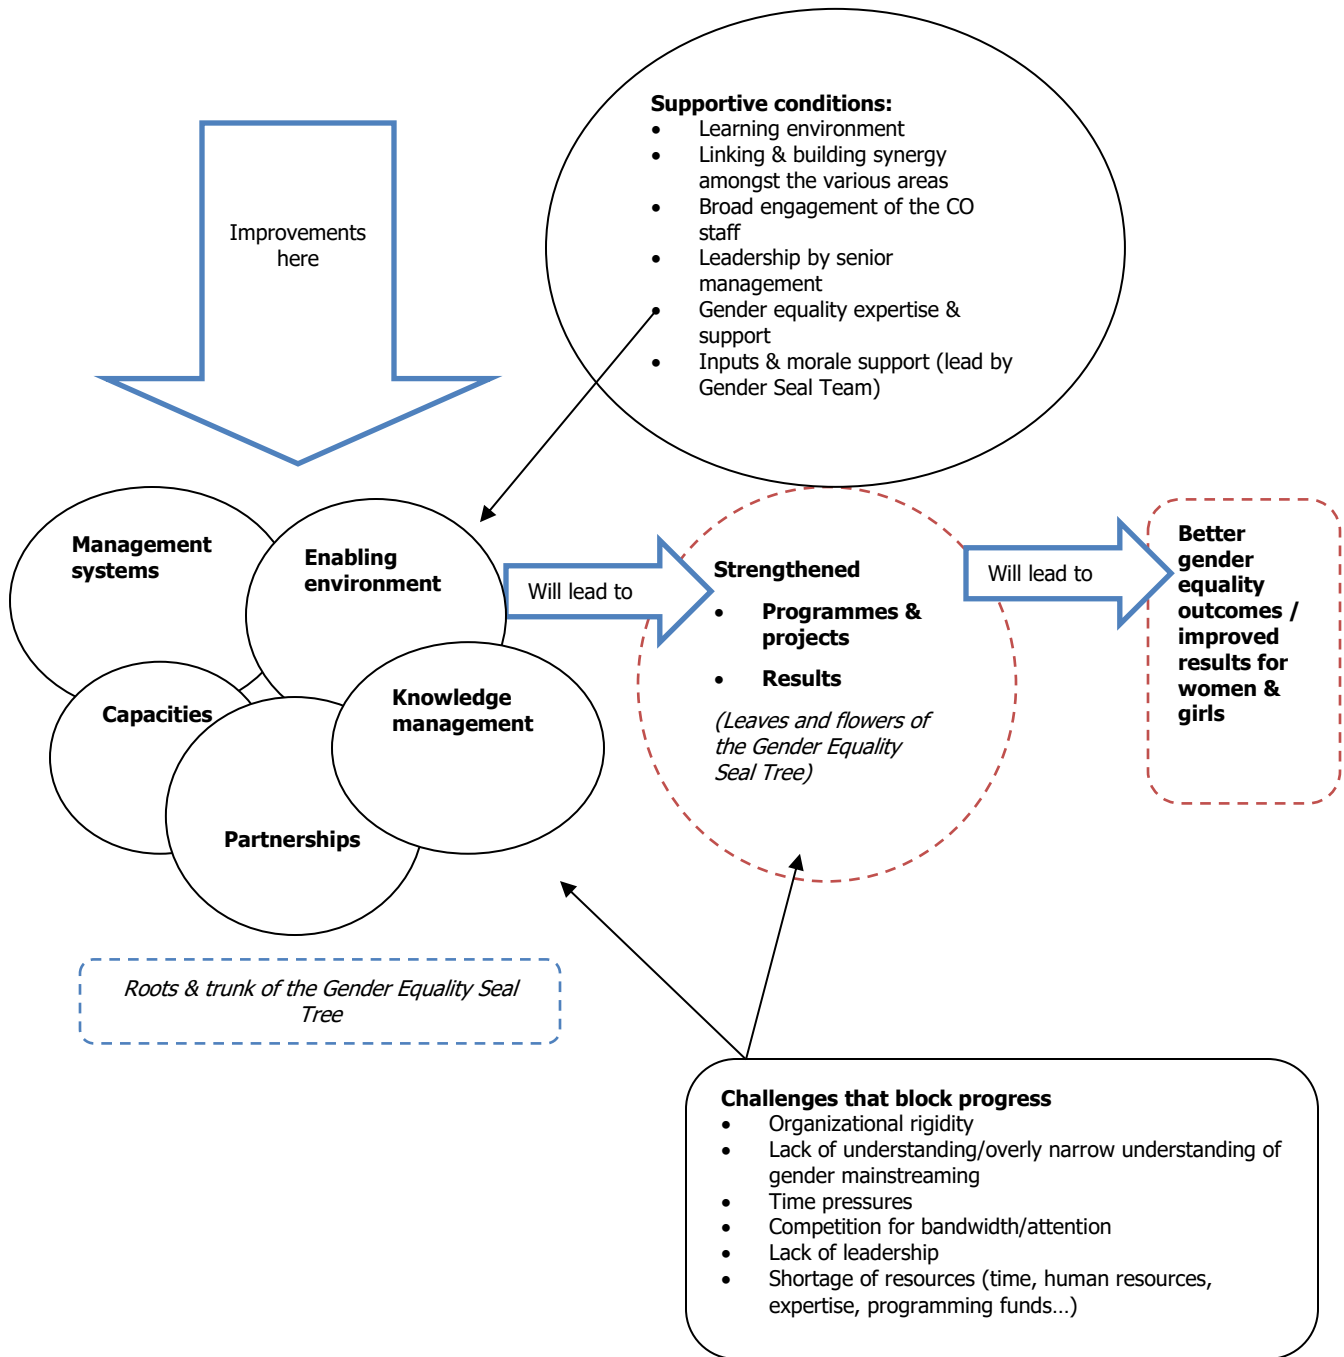 Supportive conditions:
• Learning environment
• Linking & building synergy
amongst the various areas
• Broad engagement of the CO
staff
• Leadership by senior
management
• Gender equality expertise &
support
• Inputs & morale support (lead by
Gender Seal Team)
Improvements
here
Management
systems
Enabling
environment
Capacities
Knowledge
management
Partnerships
Will lead to
Strengthened
• Programmes &
projects
• Results
(Leaves and flowers of
the Gender Equality
Seal Tree)
Will lead to
Better
gender
equality
outcomes /
improved
results for
women &
girls
Roots & trunk of the Gender Equality Seal
Tree
Challenges that block progress
• Organizational rigidity
• Lack of understanding/overly narrow understanding of
gender mainstreaming
• Time pressures
• Competition for bandwidth/attention
• Lack of leadership
• Shortage of resources (time, human resources,
expertise, programming funds…)